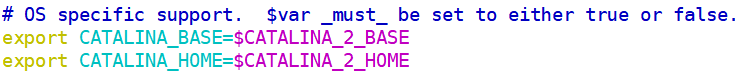 # OS specific support.  $var _must_ be set to either true or false.
export CATALINA_BASE=$CATALINA_2_BASE
export CATALINA_HOME=$CATALINA_2_HOME